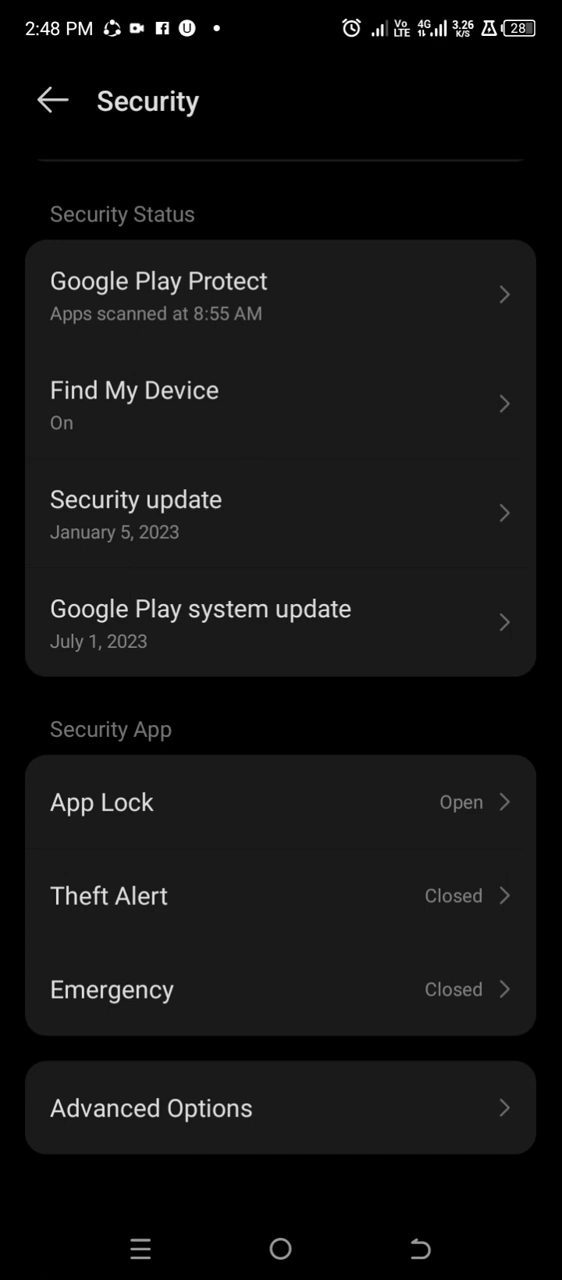 2:48 PM
Vo LTE 4G 3.26 K/S 28
Security
Security Status
Google Play Protect
Apps scanned at 8:55 AM
Find My Device
On
Security update
January 5, 2023
Google Play system update
July 1, 2023
Security App
App Lock Open
Theft Alert Closed
Emergency Closed
Advanced Options